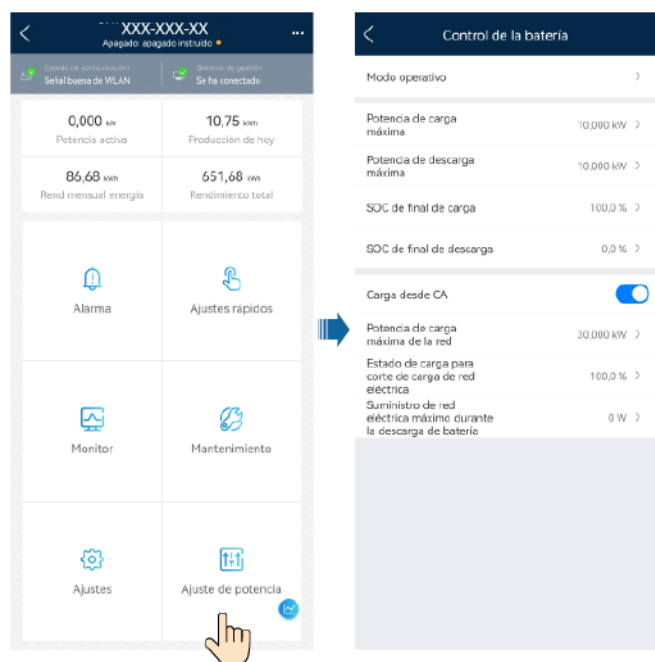 XXX-XXX-XX
Apagado: apagado instruido
Estado de comunicación
Señal buena de WLAN
Sistema de gestión
Se ha conectado
0,000 kW
Potencia activa
10,75 kWh
Producción de hoy
86,68 kWh
Rend mensual energía
651,68 kWh
Rendimiento total
Alarma
Ajustes rápidos
Monitor
Mantenimiento
Ajustes
Ajuste de potencia
Control de la batería
Modo operativo
Potencia de carga
máxima
10,000 kW
Potencia de descarga
máxima
10,000 kW
SOC de final de carga
100,0 %
SOC de final de descarga
0,0 %
Carga desde CA
Potencia de carga
máxima de la red
30,000 kW
Estado de carga para
corte de carga de red
eléctrica
100,0 %
Suministro de red
eléctrica máximo durante
la descarga de batería
0 W